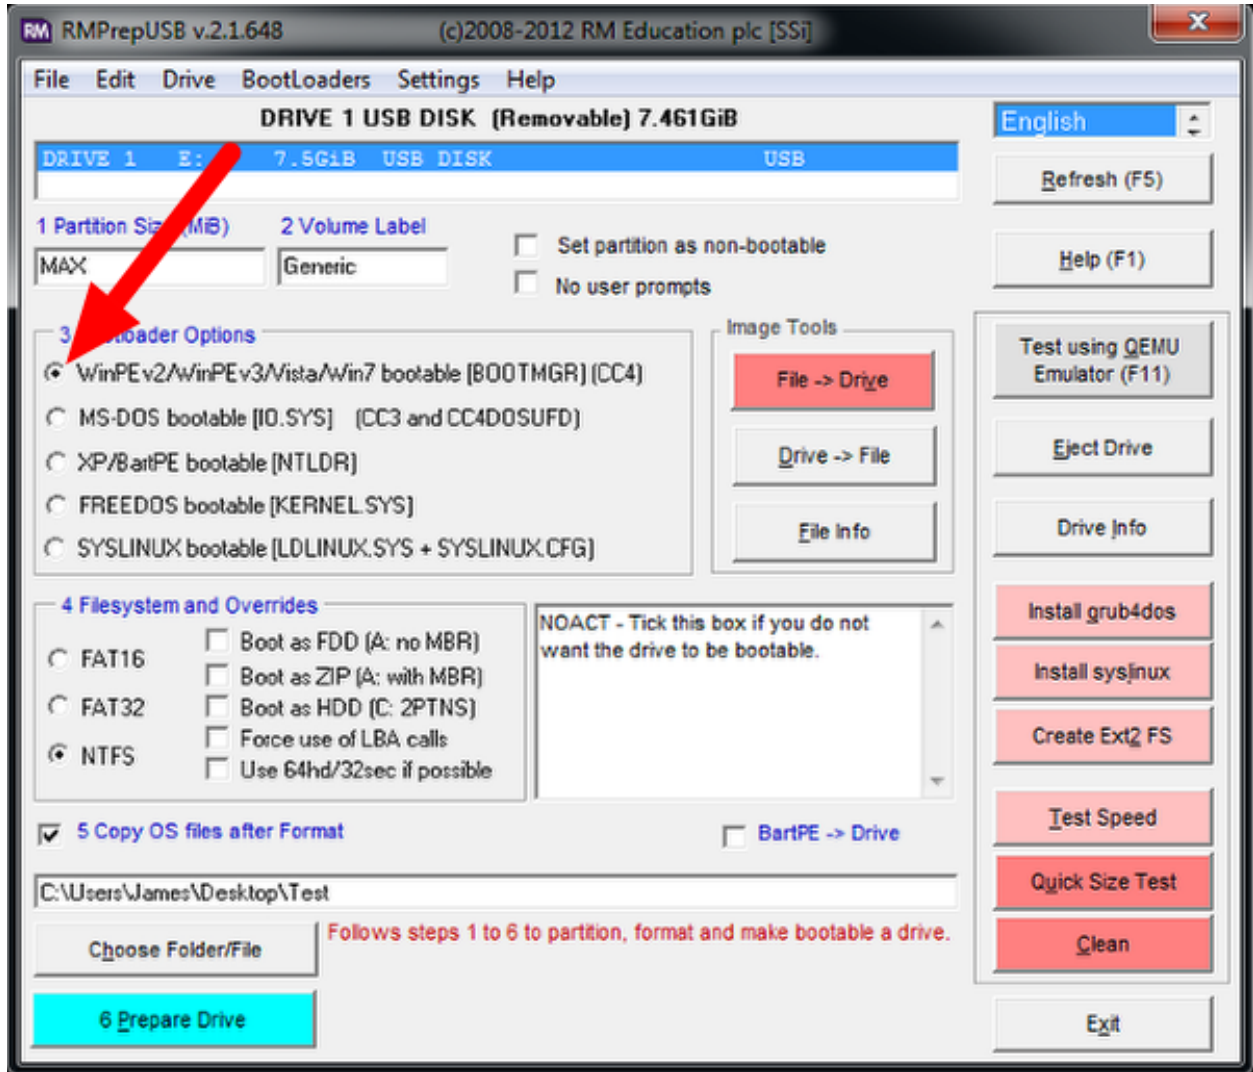 RM RMPrepUSB v.2.1.648 (c)2008-2012 RM Education plc [SSi]
File Edit Drive BootLoaders Settings Help
DRIVE 1 USB DISK (Removable) 7.461GiB
English
DRIVE 1 E: 7.5GiB USB DISK USB
Refresh (F5)
1 Partition (MiB) 2 Volume Label
MAX Generic
Set partition as non-bootable
No user prompts
Help (F1)
3 Options
WinPEv2/WinPEv3/Vista/Win7 bootable [BOOTMGR] (CC4)
MS-DOS bootable [IO.SYS] (CC3 and CC4DOSUFD)
XP/BartPE bootable [NTLDR]
FREEDOS bootable [KERNEL.SYS]
SYSLINUX bootable [LDLINUX.SYS + SYSLINUX.CFG]
Image Tools
File -> Drive
Drive -> File
File Info
Test using QEMU
Emulator (F11)
Eject Drive
Drive Info
4 Filesystem and Overrides
FAT16
FAT32
NTFS
Boot as FDD (A: no MBR)
Boot as ZIP (A: with MBR)
Boot as HDD (C: 2PTNS)
Force use of LBA calls
Use 64hd/32sec if possible
NOACT - Tick this box if you do not
want the drive to be bootable.
Install grub4dos
Install syslinux
Create Ext2 FS
Test Speed
Quick Size Test
Clean
5 Copy OS files after Format
BartPE -> Drive
C:\Users\James\Desktop\Test
Choose Folder/File
Follows steps 1 to 6 to partition, format and make bootable a drive.
6 Prepare Drive
Exit